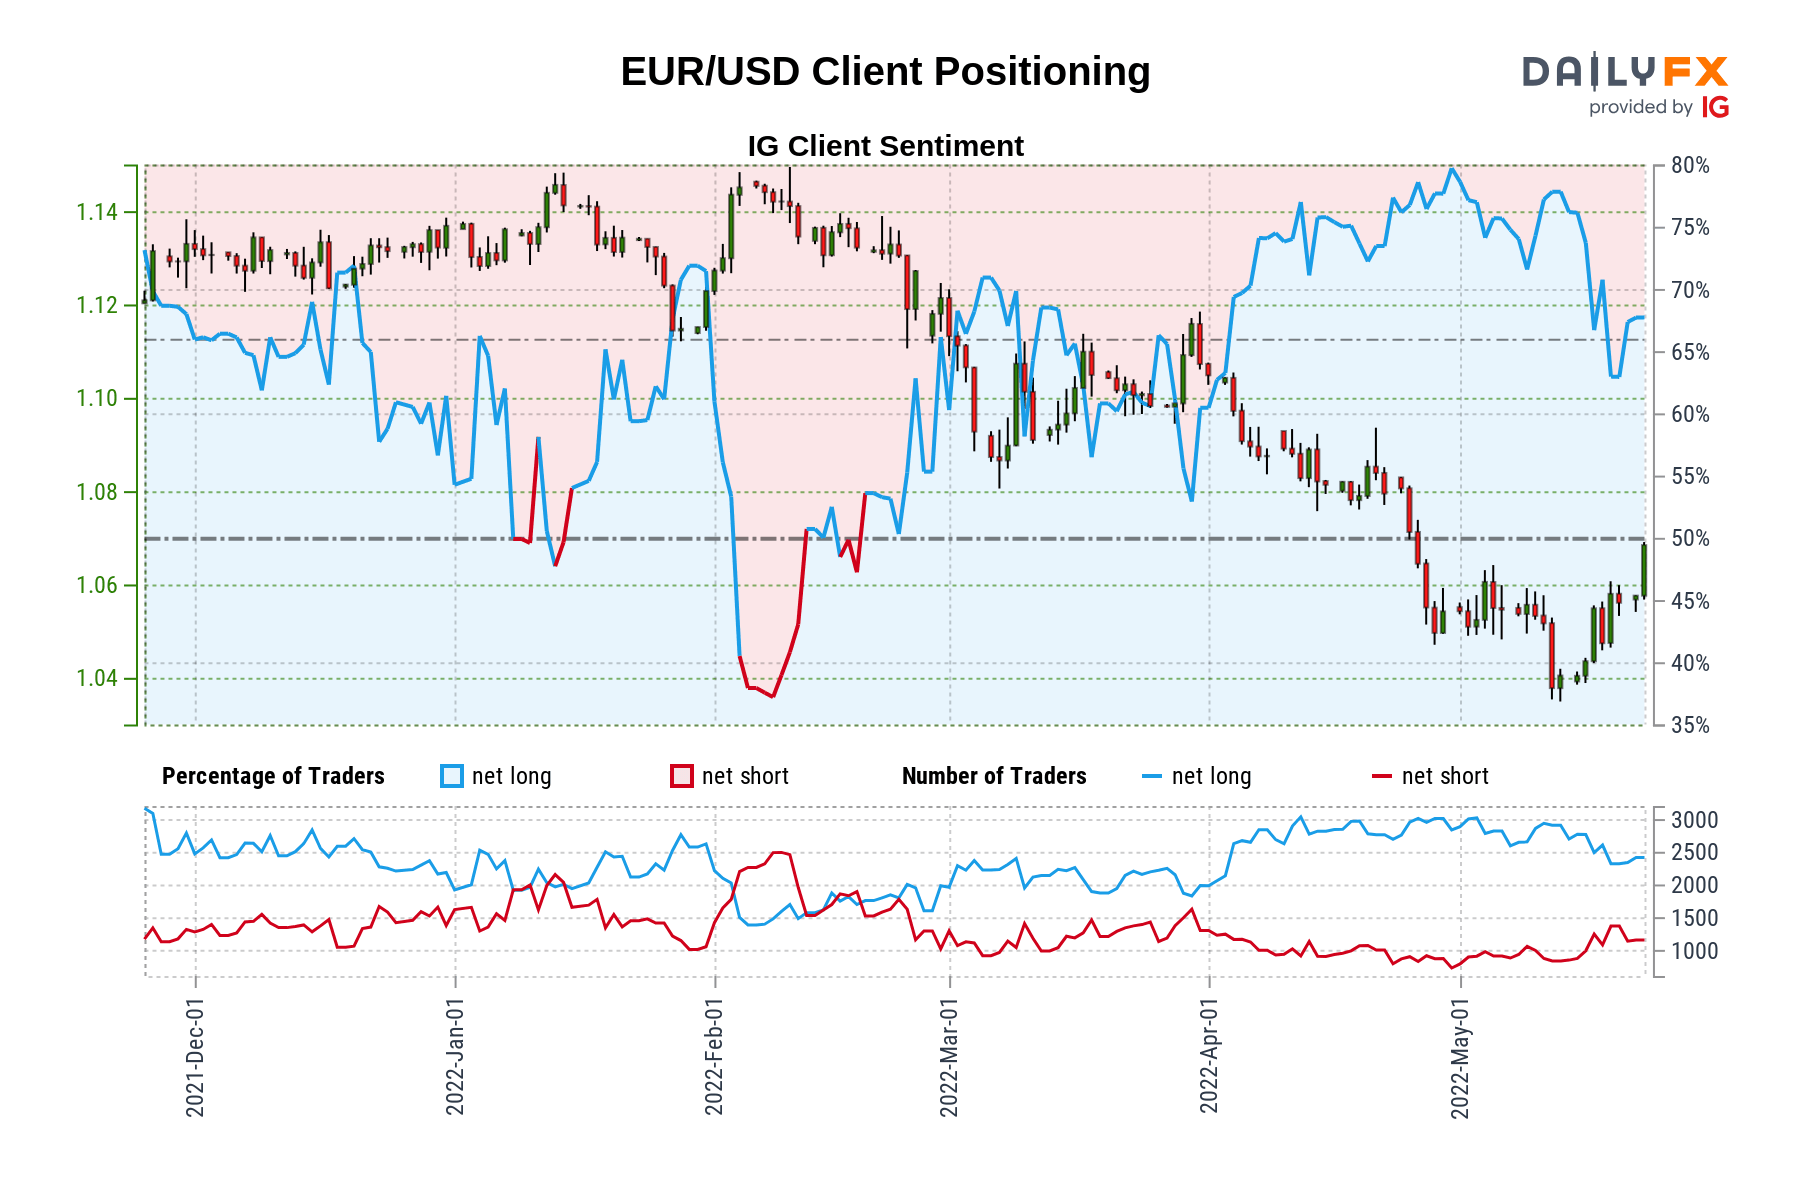 EUR/USD Client Positioning
DAILYFX
provided by IG
IG Client Sentiment
1.14
1.12
1.10
1.08
1.06
1.04
80%
75%
70%
65%
60%
55%
50%
45%
40%
35%
Percentage of Traders net long net short Number of Traders net long net short
3000
2500
2000
1500
1000
2021-Dec-01
2022-Jan-01
2022-Feb-01
2022-Mar-01
2022-Apr-01
2022-May-01